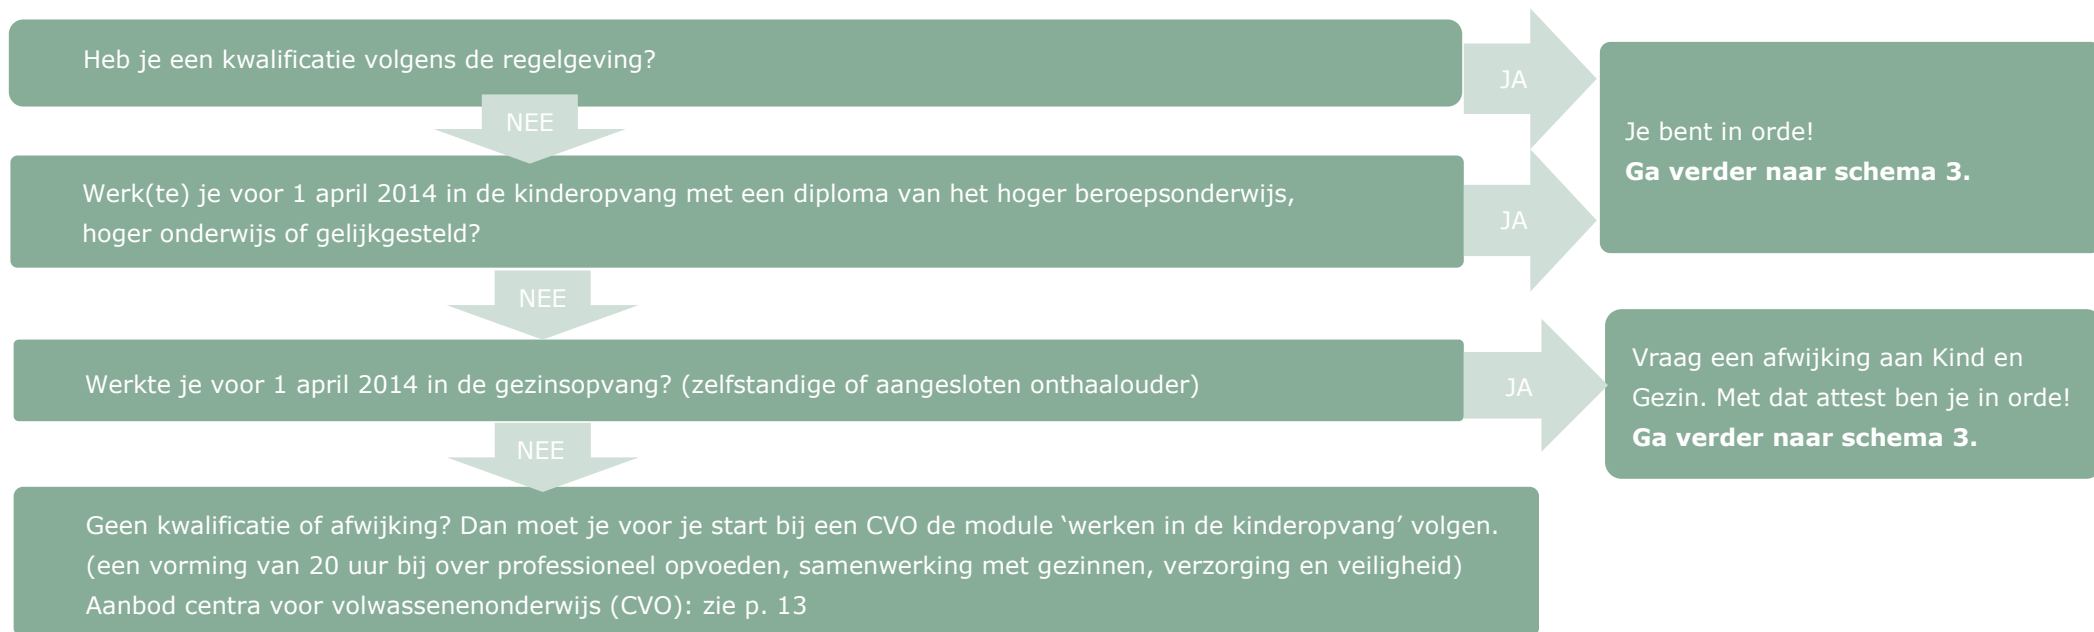 Heb je een kwalificatie volgens de regelgeving?
JA
NEE
Je bent in orde!
Ga verder naar schema 3.
Werk(te) je voor 1 april 2014 in de kinderopvang met een diploma van het hoger beroepsonderwijs,
hoger onderwijs of gelijkgesteld?
JA
NEE
Werkte je voor 1 april 2014 in de gezinsopvang? (zelfstandige of aangesloten onthaalouder)
JA
Vraag een afwijking aan Kind en
Gezin. Met dat attest ben je in orde!
Ga verder naar schema 3.
NEE
Geen kwalificatie of afwijking? Dan moet je voor je start bij een CVO de module ‘werken in de kinderopvang’ volgen.
(een vorming van 20 uur bij over professioneel opvoeden, samenwerking met gezinnen, verzorging en veiligheid)
Aanbod centra voor volwassenenonderwijs (CVO): zie p. 13